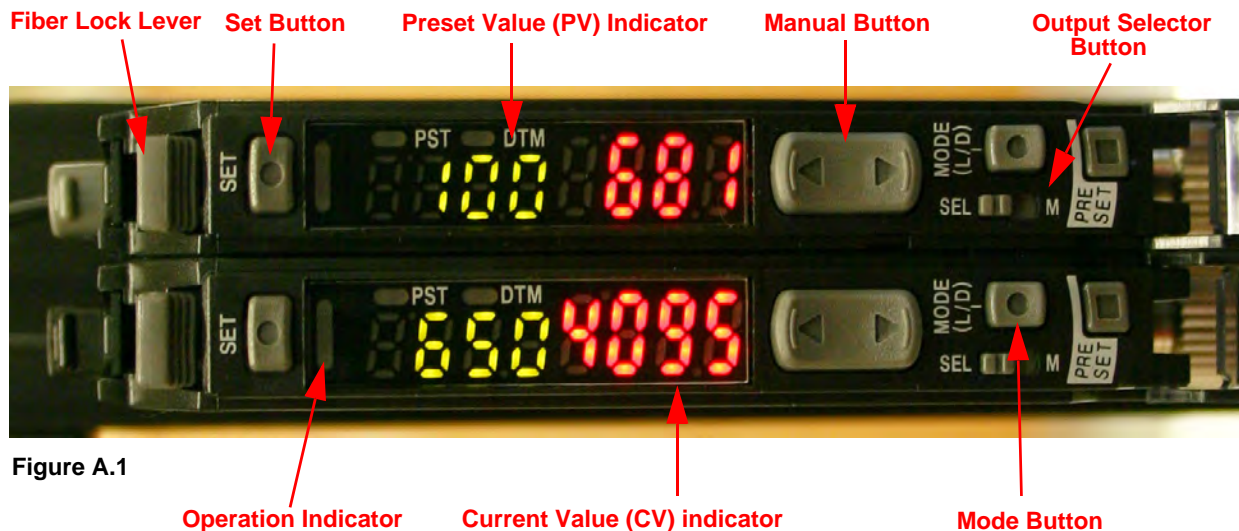 Fiber Lock Lever
Set Button
Preset Value (PV) Indicator
Manual Button
Output Selector
Button
SET
PST
DTM
100
681
MODE
(L/D)
SEL
M
PRE
SET
SET
PST
DTM
650
4095
MODE
(L/D)
SEL
M
PRE
SET
Figure A.1
Operation Indicator
Current Value (CV) indicator
Mode Button